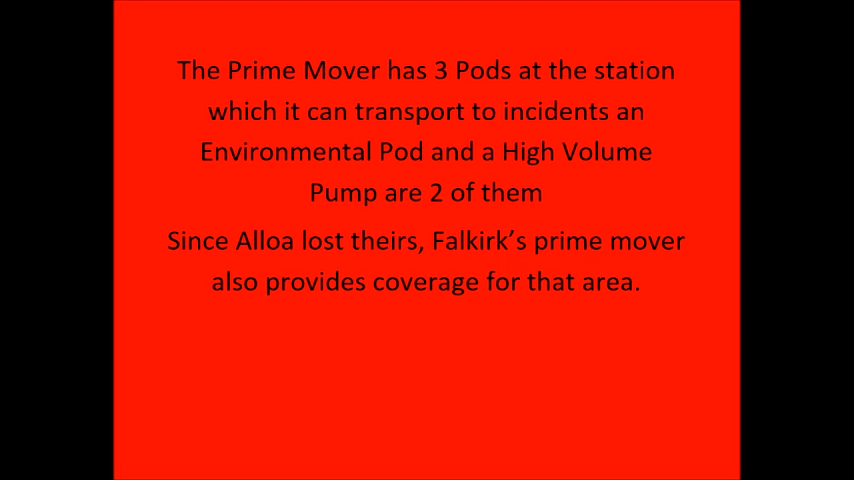 The Prime Mover has 3 Pods at the station
which it can transport to incidents an
Environmental Pod and a High Volume
Pump are 2 of them
Since Alloa lost theirs, Falkirk’s prime mover
also provides coverage for that area.